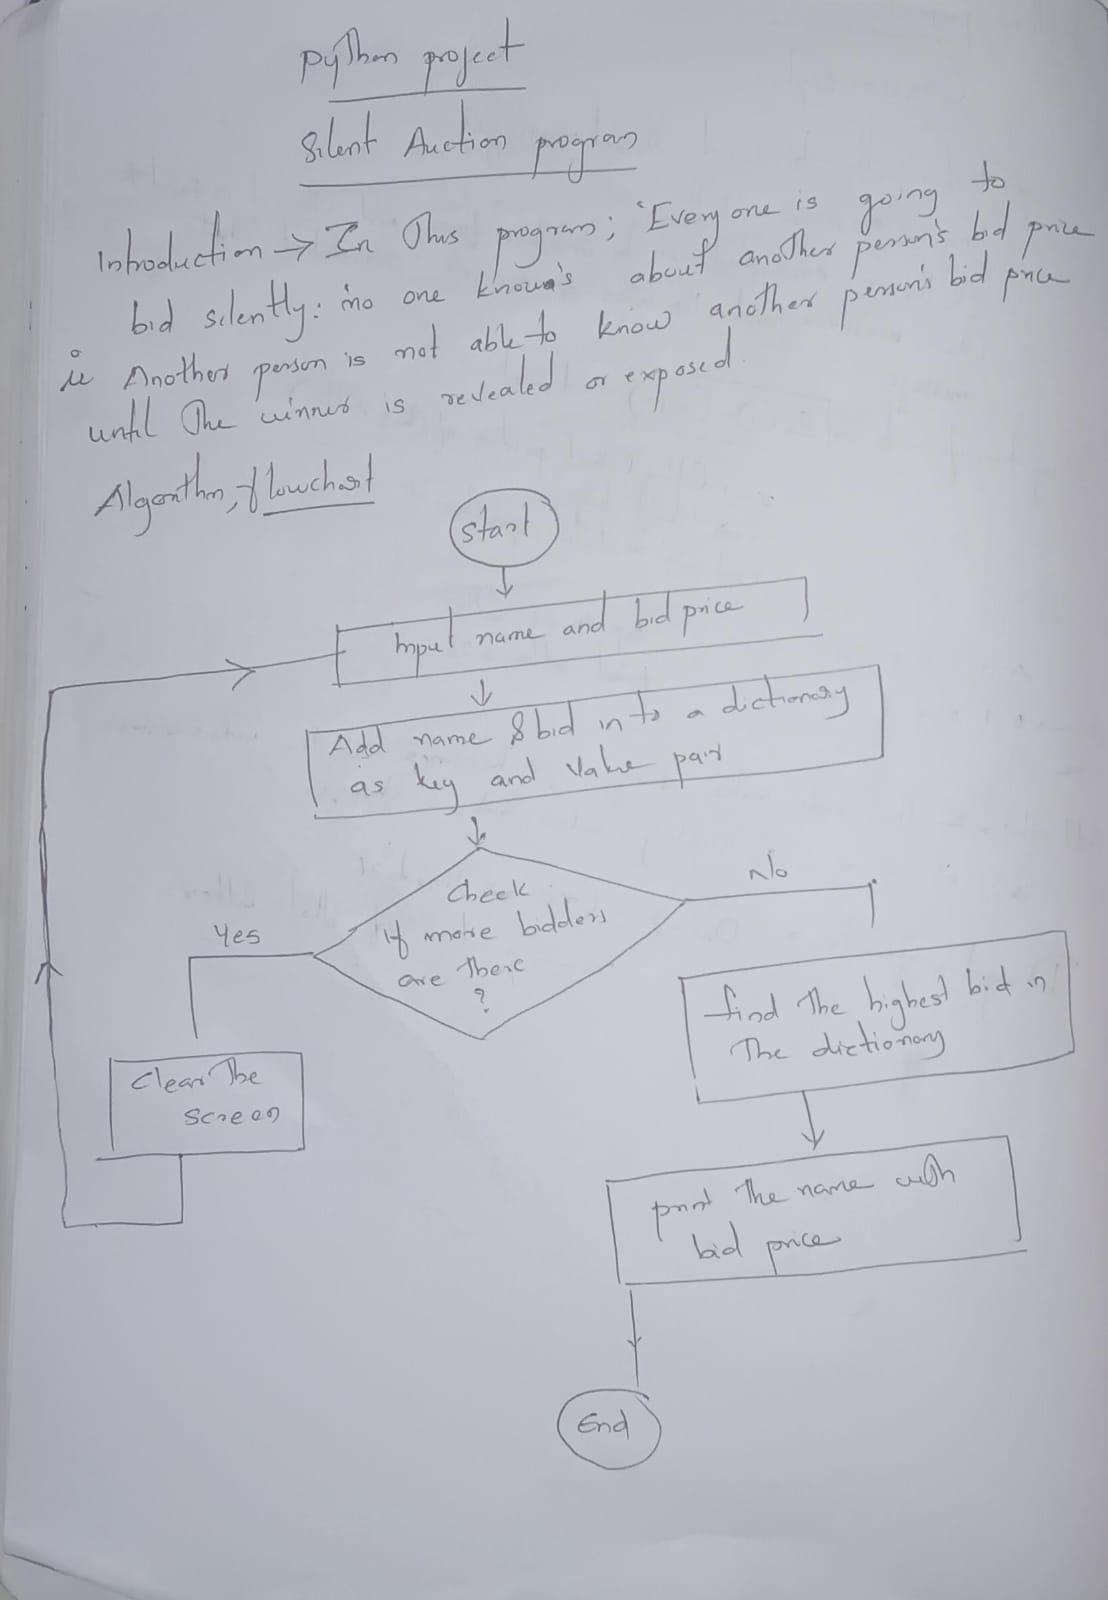 Python project
Silent Auction program
Introduction → In This program; 'Every one is going to
bid silently: no one knows's about another person's bid price
ie Another person is not able to know another person's bid price
until The winner is revealed or exposed.
Algorithm, flowchart
Start
Input name and bid price
Add name & bid in to a dictionary
as key and Value pair
Check
if more bidders
are There
?
Yes
No
Clear The
Screen
find The highest bid in
The dictionary
print The name with
bid price
End